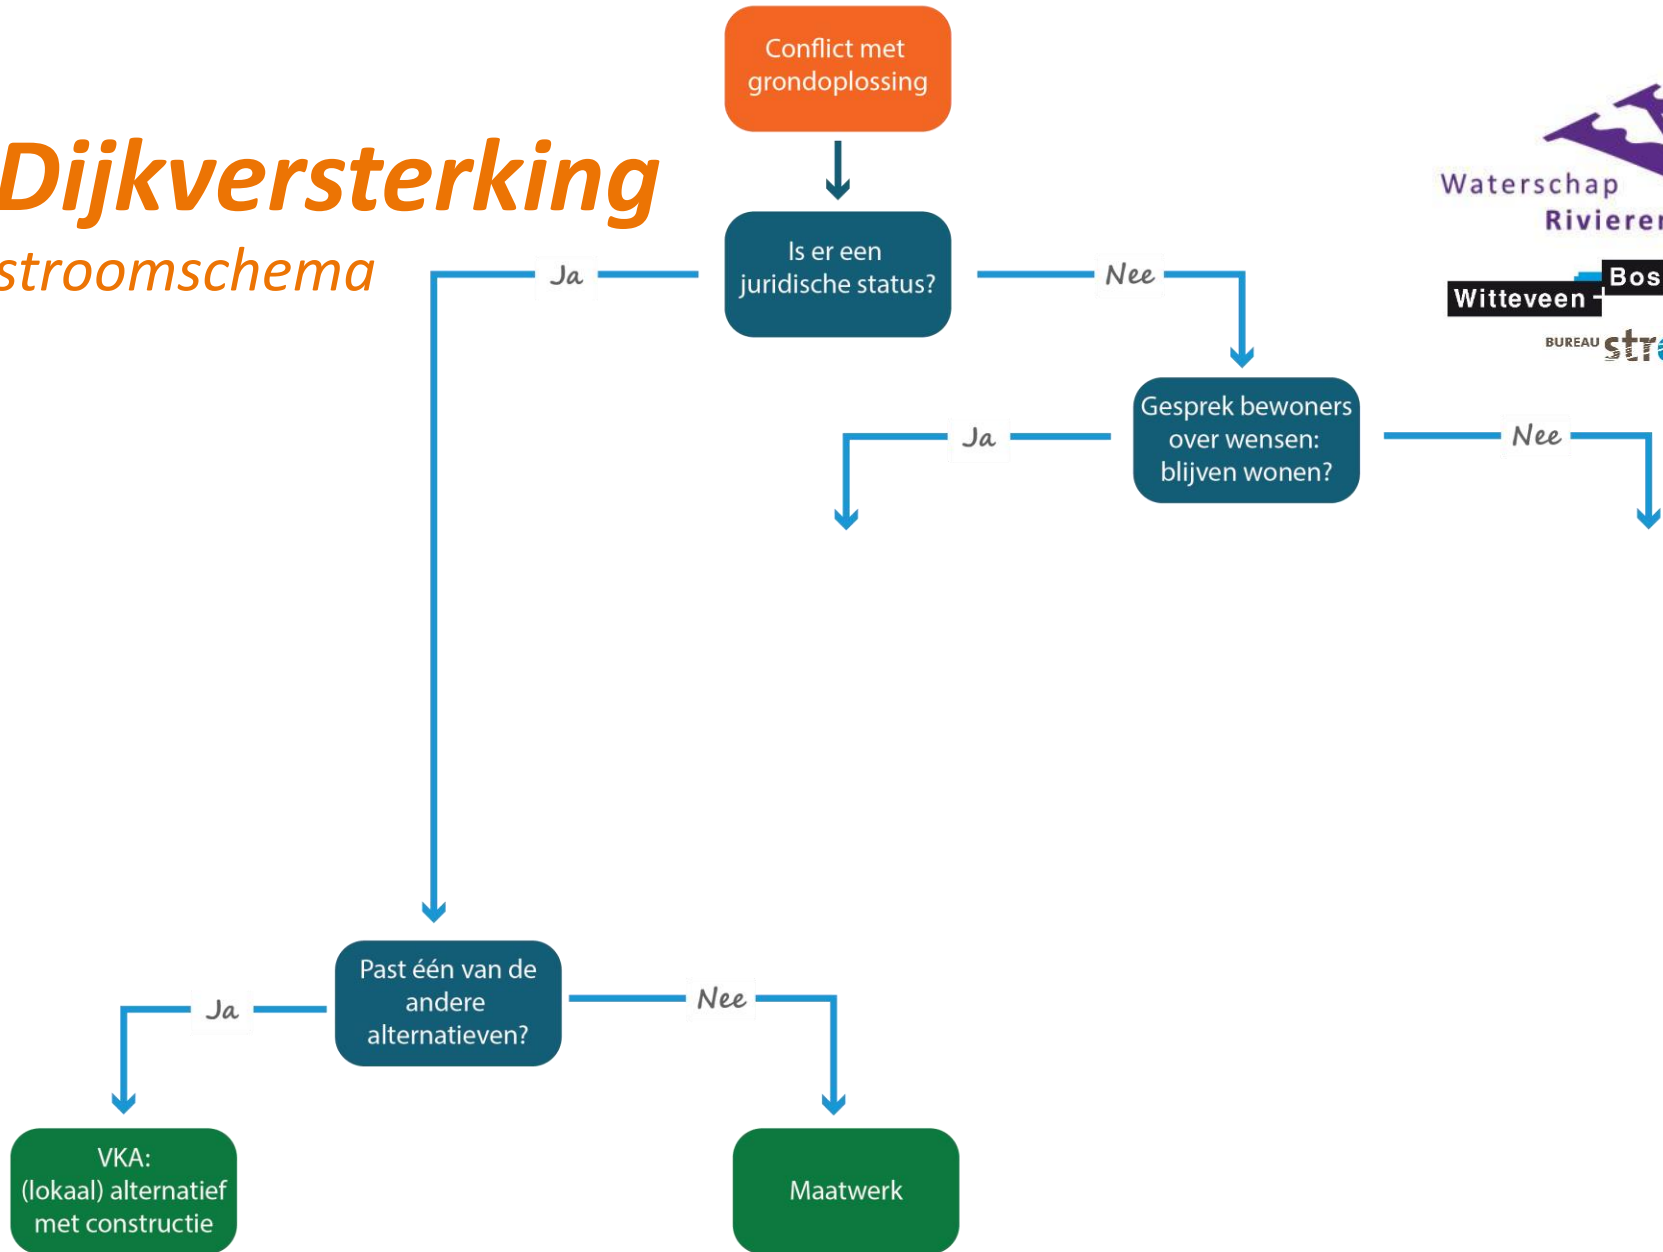 Conflict met
grondoplossing
Dijkversterking
stroomschema
Waterschap
Is er een
juridische status?
Ja
Nee
Witteveen
Bos
BUREAU
Gesprek bewoners
over wensen:
blijven wonen?
Ja
Nee
Past één van de
andere
alternatieven?
Ja
Nee
VKA:
(lokaal) alternatief
met constructie
Maatwerk